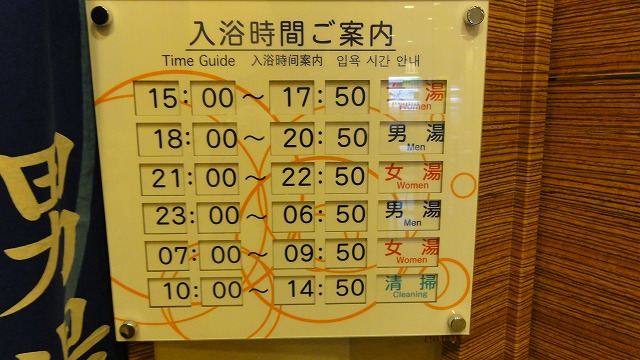 入浴時間ご案内
Time Guide 入浴時间案内 입욕 시간 안내
15:00～17:50 女湯 Women
18:00～20:50 男湯 Men
21:00～22:50 女湯 Women
23:00～06:50 男湯 Men
07:00～09:50 女湯 Women
10:00～14:50 清掃 Cleaning
男湯